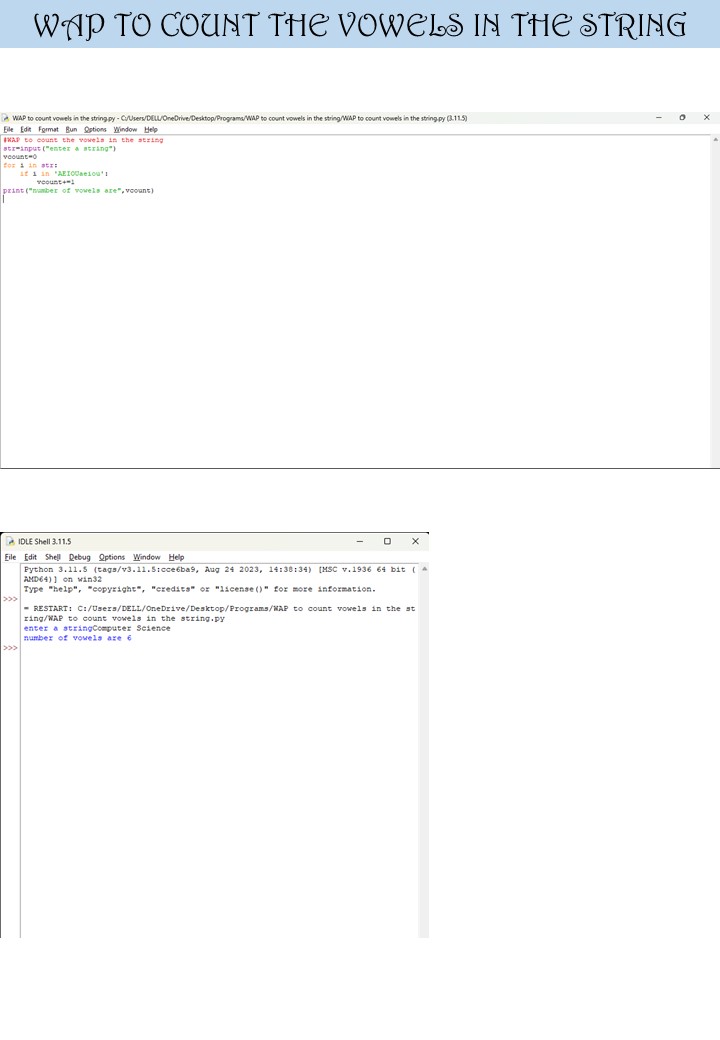 WAP TO COUNT THE VOWELS IN THE STRING
WAP to count vowels in the string.py - C:/Users/DELL/OneDrive/Desktop/Programs/WAP to count vowels in the string/WAP to count vowels in the string.py (3.11.5)
File Edit Format Run Options Window Help
#WAP to count the vowels in the string
str=input("enter a string")
vcount=0
for i in str:
    if i in 'AEIOUaeiou':
        vcount+=1
print("number of vowels are",vcount)
IDLE Shell 3.11.5
File Edit Shell Debug Options Window Help
Python 3.11.5 (tags/v3.11.5:cce6ba9, Aug 24 2023, 14:38:34) [MSC v.1936 64 bit (
AMD64)] on win32
Type "help", "copyright", "credits" or "license()" for more information.
>>>
= RESTART: C:/Users/DELL/OneDrive/Desktop/Programs/WAP to count vowels in the st
ring/WAP to count vowels in the string.py
enter a stringComputer Science
number of vowels are 6
>>>